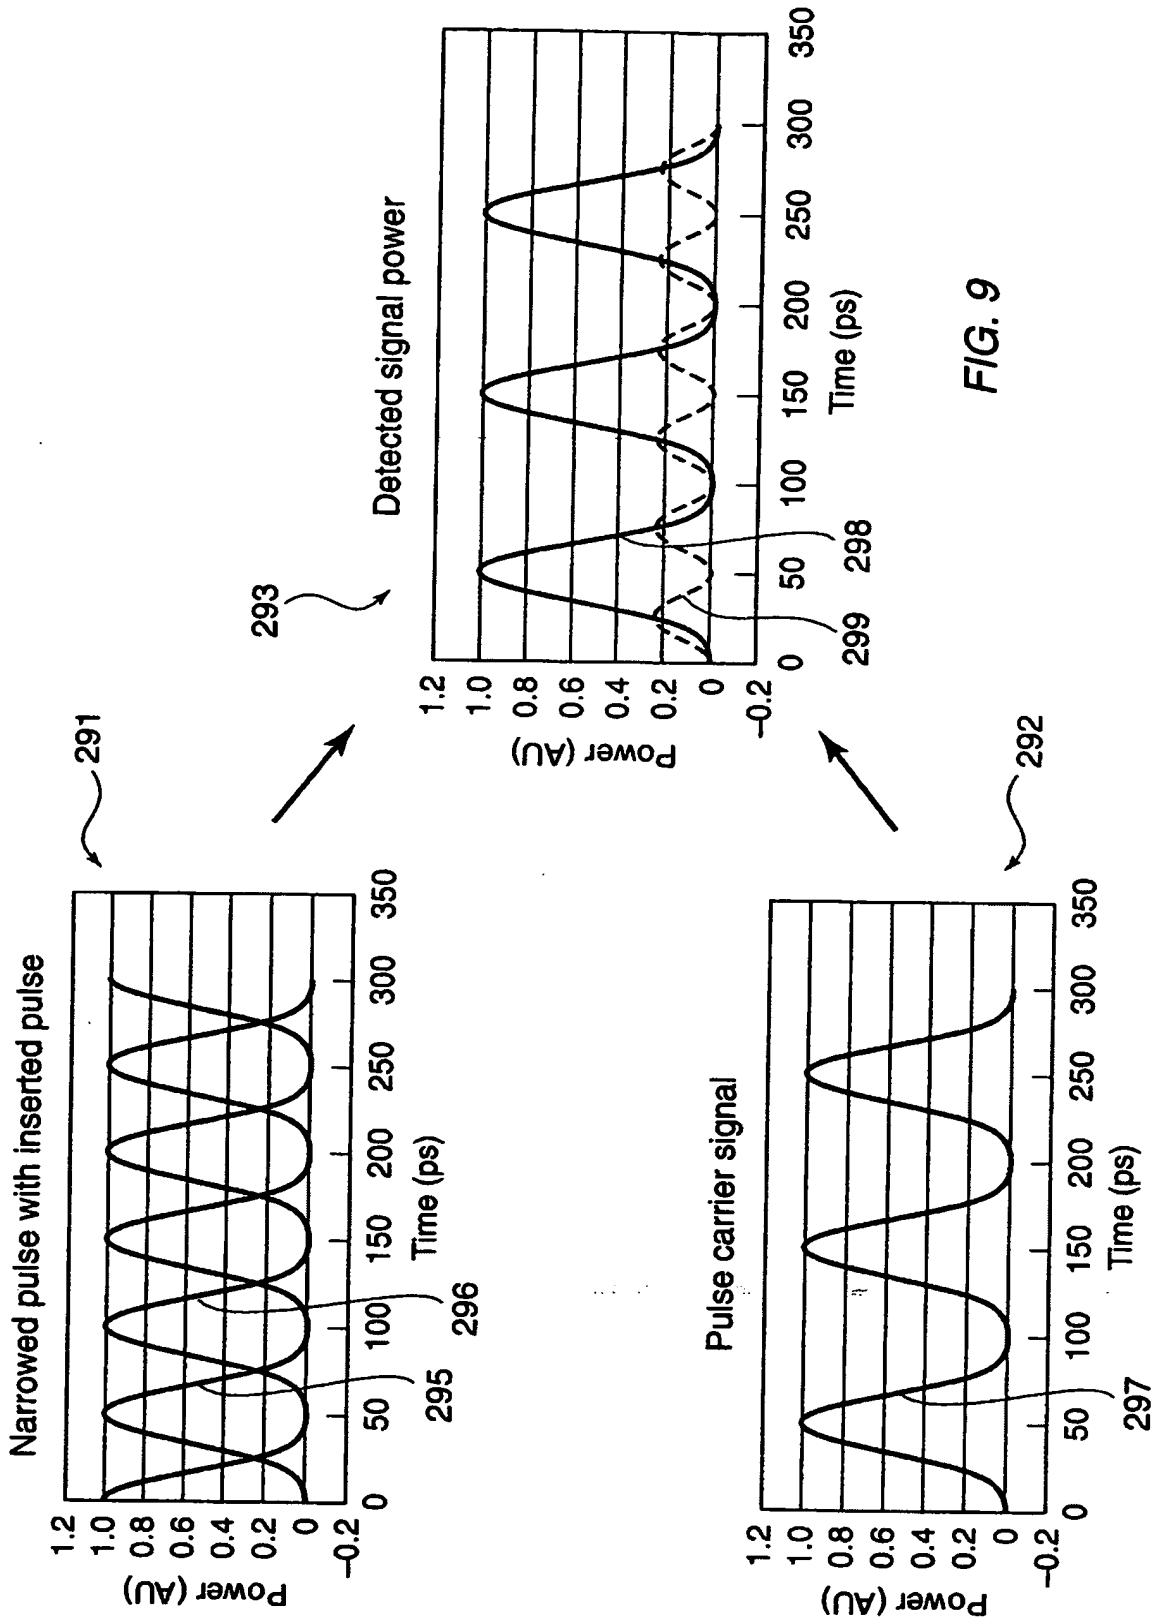 Narrowed pulse with inserted pulse
291
Power (AU)
1.2
1.0
0.8
0.6
0.4
0.2
0
–0.2
0 50 100 150 200 250 300 350
Time (ps)
295
296
Pulse carrier signal
292
Power (AU)
1.2
1.0
0.8
0.6
0.4
0.2
0
–0.2
0 50 100 150 200 250 300 350
Time (ps)
297
Detected signal power
293
Power (AU)
1.2
1.0
0.8
0.6
0.4
0.2
0
–0.2
0 50 100 150 200 250 300 350
Time (ps)
299
298
FIG. 9